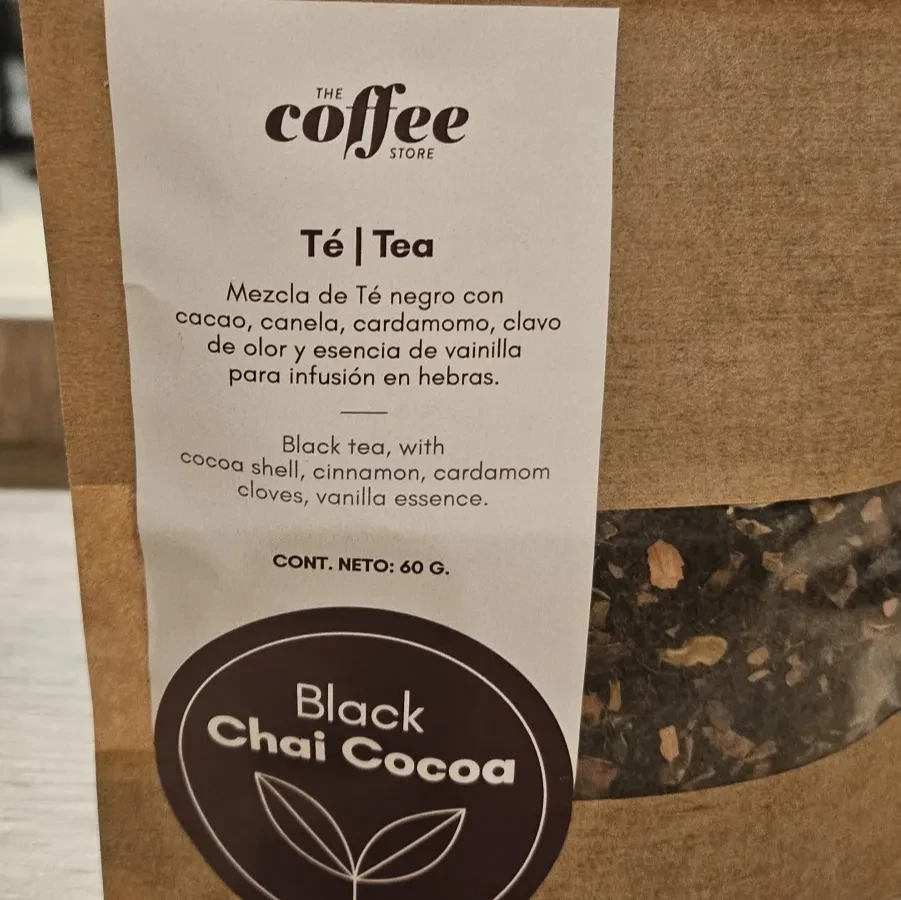 THE
coffee
STORE
Té | Tea
Mezcla de Té negro con
cacao, canela, cardamomo, clavo
de olor y esencia de vainilla
para infusión en hebras.
Black tea, with
cocoa shell, cinnamon, cardamom
cloves, vanilla essence.
CONT. NETO: 60 G.
Black
Chai Cocoa